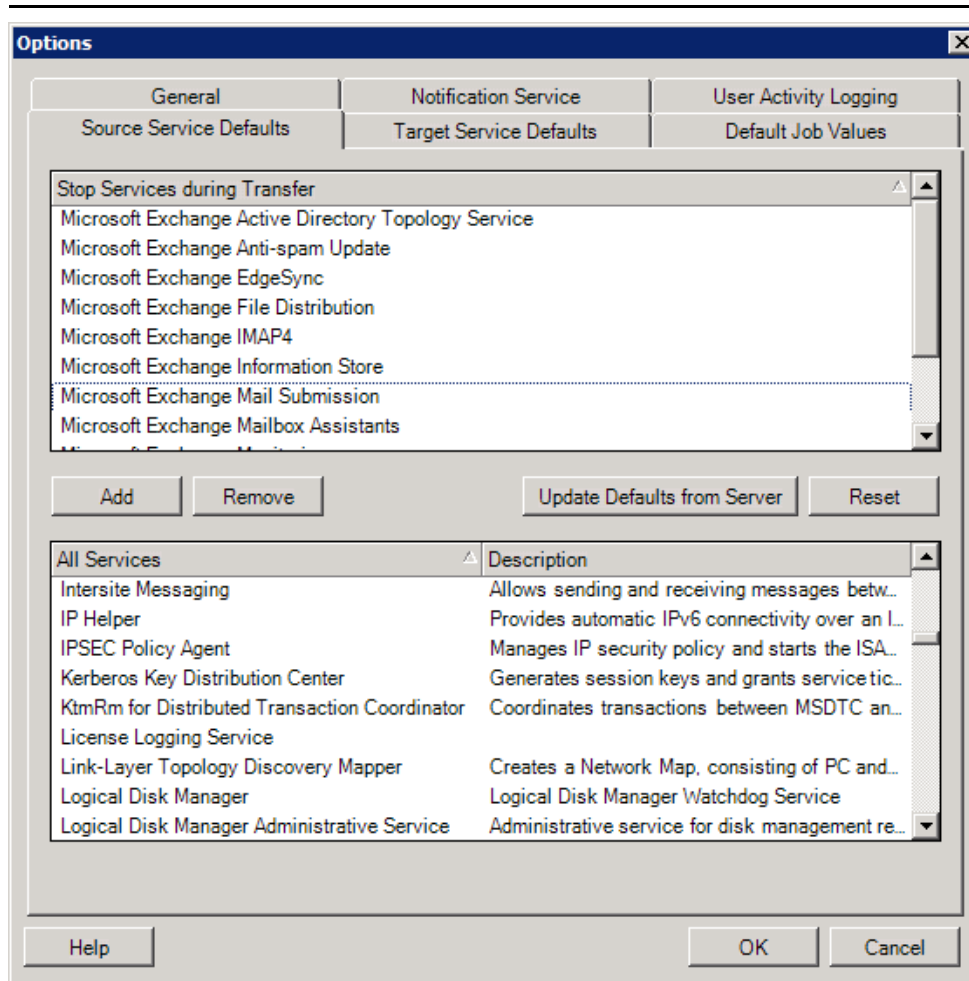 Options
General Notification Service User Activity Logging
Source Service Defaults Target Service Defaults Default Job Values
Stop Services during Transfer
Microsoft Exchange Active Directory Topology Service
Microsoft Exchange Anti-spam Update
Microsoft Exchange EdgeSync
Microsoft Exchange File Distribution
Microsoft Exchange IMAP4
Microsoft Exchange Information Store
Microsoft Exchange Mail Submission
Microsoft Exchange Mailbox Assistants
Add Remove Update Defaults from Server Reset
All Services Description
Intersite Messaging Allows sending and receiving messages betw...
IP Helper Provides automatic IPv6 connectivity over an I...
IPSEC Policy Agent Manages IP security policy and starts the ISA...
Kerberos Key Distribution Center Generates session keys and grants service tic...
KtmRm for Distributed Transaction Coordinator Coordinates transactions between MSDTC an...
License Logging Service
Link-Layer Topology Discovery Mapper Creates a Network Map, consisting of PC and...
Logical Disk Manager Logical Disk Manager Watchdog Service
Logical Disk Manager Administrative Service Administrative service for disk management re...
Help OK Cancel